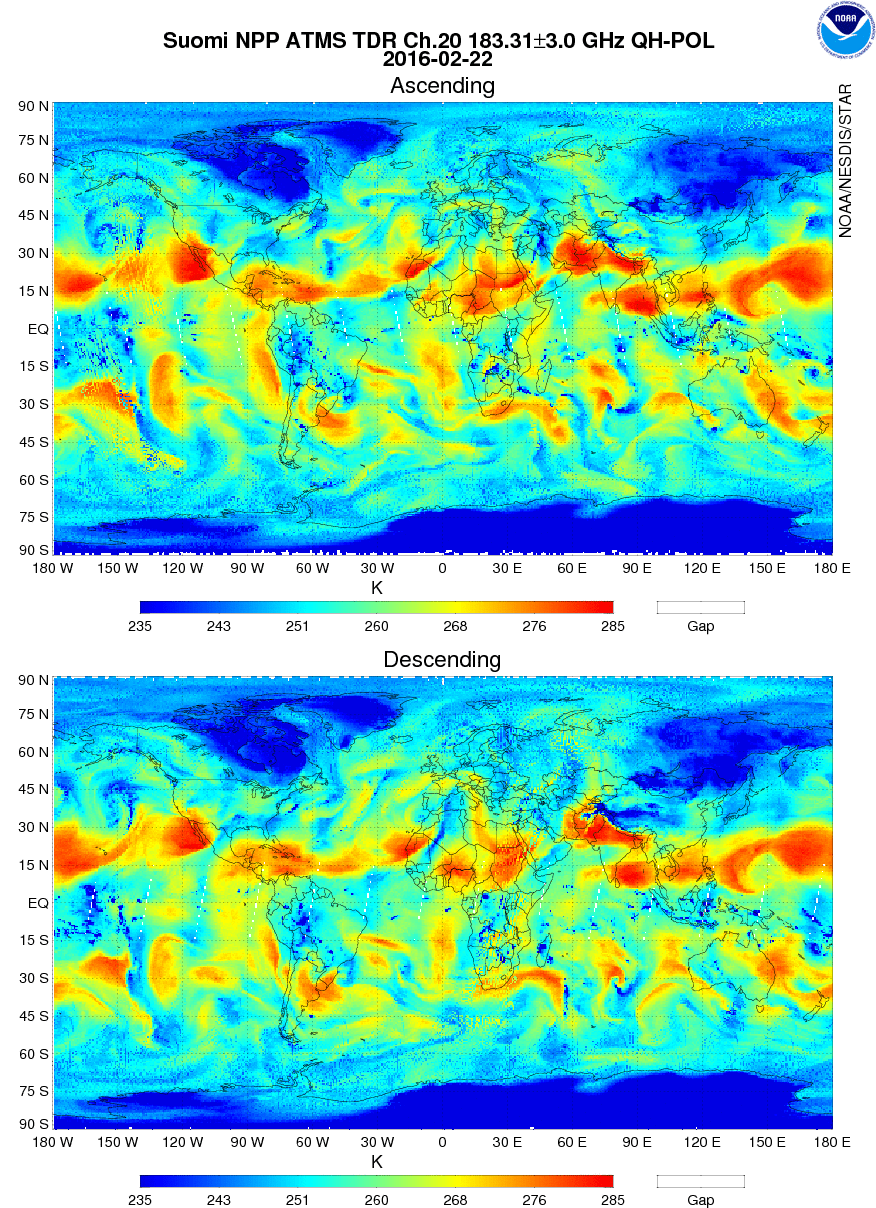 Suomi NPP ATMS TDR Ch.20 183.31±3.0 GHz QH-POL
2016-02-22
NOAA
NOAA/NESDIS/STAR
Ascending
90 N
75 N
60 N
45 N
30 N
15 N
EQ
15 S
30 S
45 S
60 S
75 S
90 S
180 W 150 W 120 W 90 W 60 W 30 W 0 30 E 60 E 90 E 120 E 150 E 180 E
K
235 243 251 260 268 276 285 Gap
Descending
90 N
75 N
60 N
45 N
30 N
15 N
EQ
15 S
30 S
45 S
60 S
75 S
90 S
180 W 150 W 120 W 90 W 60 W 30 W 0 30 E 60 E 90 E 120 E 150 E 180 E
K
235 243 251 260 268 276 285 Gap